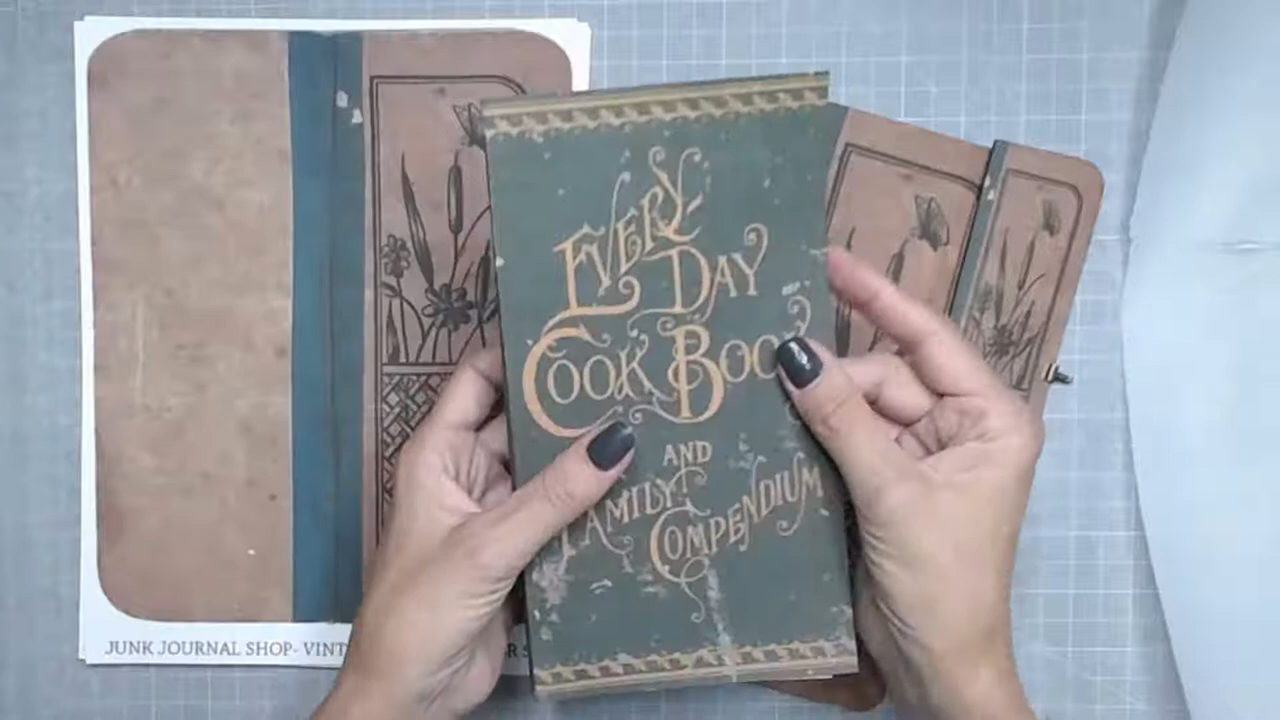 EVERY-
DAY
COOK BOO
AND
FAMILY
COMPENDIUM
JUNK JOURNAL SHOP- VINT